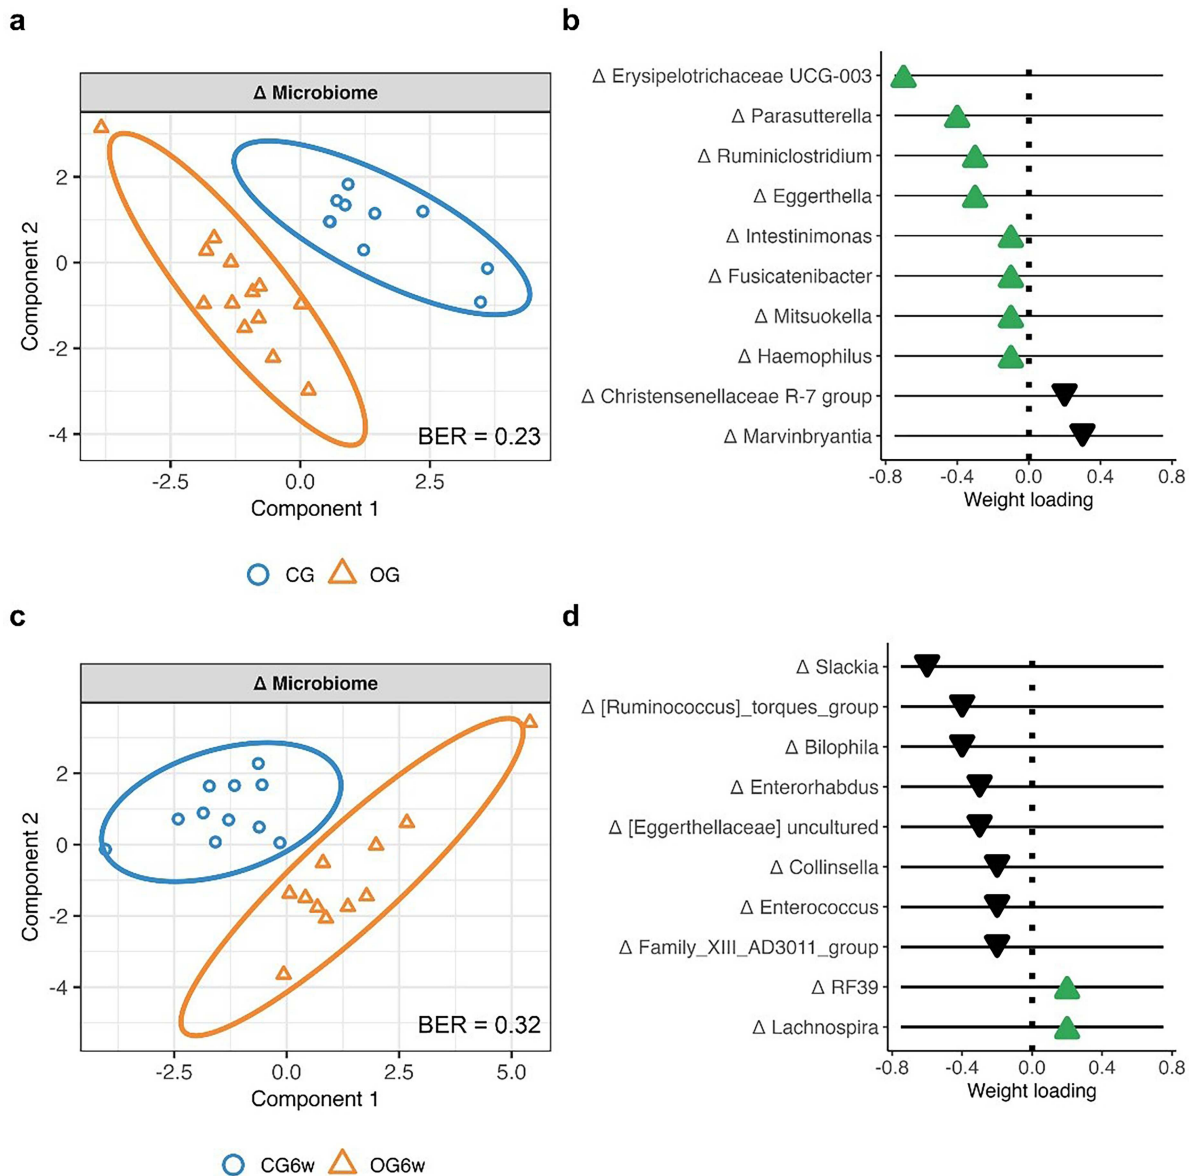 a
Δ Microbiome
Component 2
2
0
-2
-4
BER = 0.23
-2.5 0.0 2.5
Component 1
CG OG
b
Δ Erysipelotrichaceae UCG-003
Δ Parasutterella
Δ Ruminiclostridium
Δ Eggerthella
Δ Intestinimonas
Δ Fusicatenibacter
Δ Mitsuokella
Δ Haemophilus
Δ Christensenellaceae R-7 group
Δ Marvinbryantia
-0.8 -0.4 0.0 0.4 0.8
Weight loading
c
Δ Microbiome
Component 2
2
0
-2
-4
BER = 0.32
-2.5 0.0 2.5 5.0
Component 1
CG6w OG6w
d
Δ Slackia
Δ [Ruminococcus]_torques_group
Δ Bilophila
Δ Enterorhabdus
Δ [Eggerthellaceae] uncultured
Δ Collinsella
Δ Enterococcus
Δ Family_XIII_AD3011_group
Δ RF39
Δ Lachnospira
-0.8 -0.4 0.0 0.4 0.8
Weight loading